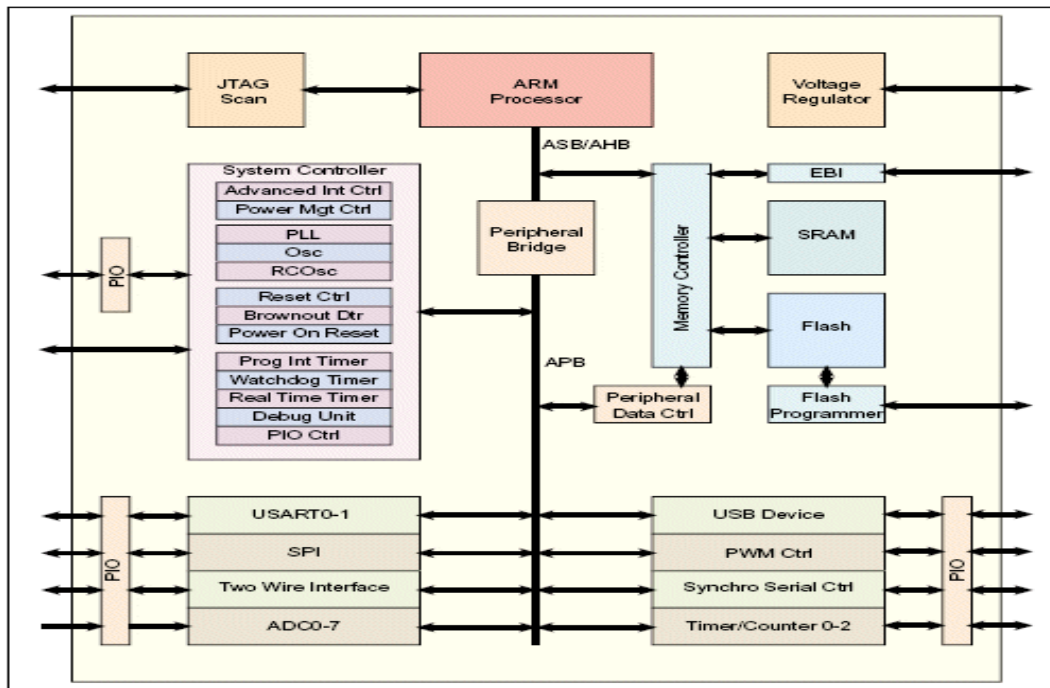 JTAG
Scan
ARM
Processor
Voltage
Regulator
ASB/AHB
System Controller
Advanced Int Ctrl
Power Mgt Ctrl
PLL
Osc
RCOsc
Reset Ctrl
Brownout Dtr
Power On Reset
Prog Int Timer
Watchdog Timer
Real Time Timer
Debug Unit
PIO Ctrl
PIO
Peripheral
Bridge
APB
Memory Controller
EBI
SRAM
Flash
Peripheral
Data Ctrl
Flash
Programmer
PIO
USART0-1
SPI
Two Wire Interface
ADC0-7
USB Device
PWM Ctrl
Synchro Serial Ctrl
Timer/Counter 0-2
PIO